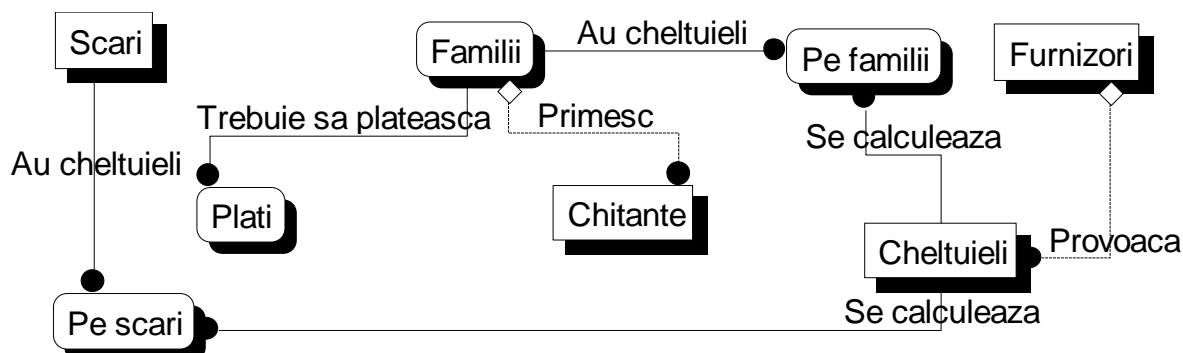 Scari
Familii
Au cheltuieli
Pe familii
Furnizori
Trebuie sa plateasca
Primesc
Se calculeaza
Au cheltuieli
Plati
Chitante
Cheltuieli
Provoaca
Pe scari
Se calculeaza